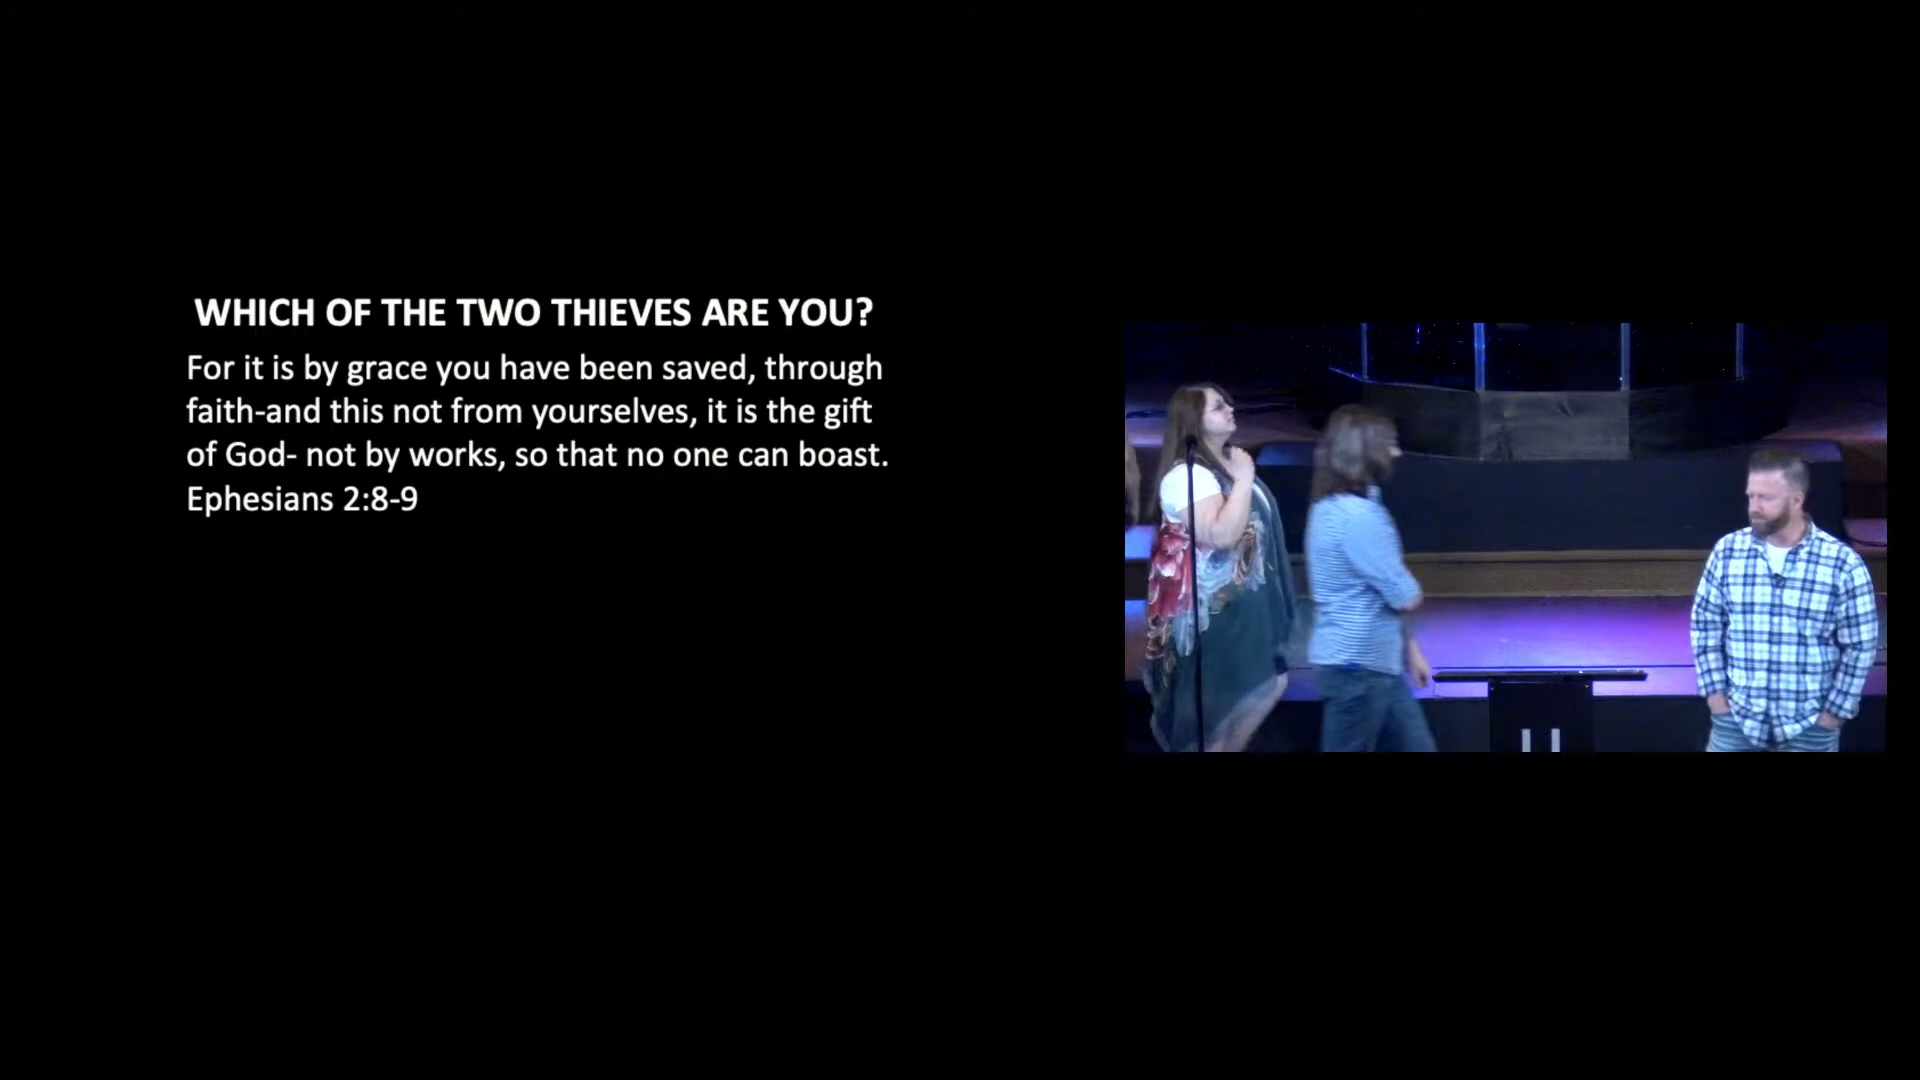 WHICH OF THE TWO THIEVES ARE YOU?
For it is by grace you have been saved, through
faith-and this not from yourselves, it is the gift
of God- not by works, so that no one can boast.
Ephesians 2:8-9